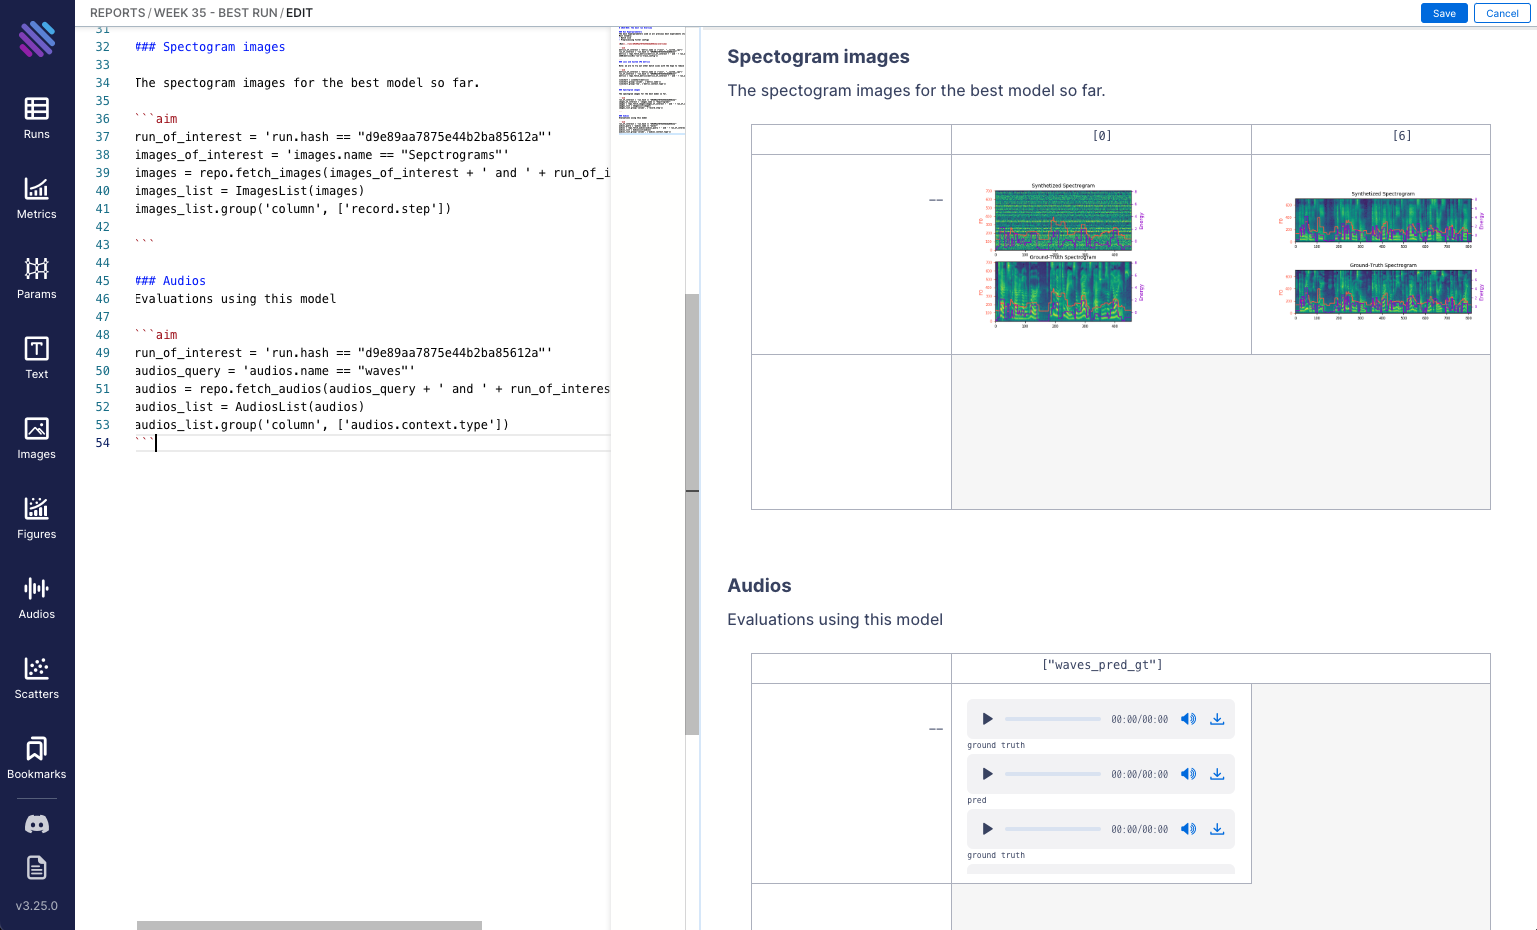 REPORTS / WEEK 35 - BEST RUN / EDIT
Save
Cancel
Runs
Metrics
Params
Text
Images
Figures
Audios
Scatters
Bookmarks
v3.25.0
31
32 ### Spectogram images
33
34 The spectogram images for the best model so far.
35
36 ```aim
37 run_of_interest = 'run.hash == "d9e89aa7875e44b2ba85612a"'
38 images_of_interest = 'images.name == "Sepctrograms"'
39 images = repo.fetch_images(images_of_interest + ' and ' + run_of_i
40 images_list = ImagesList(images)
41 images_list.group('column', ['record.step'])
42
43 ```
44
45 ### Audios
46 Evaluations using this model
47
48 ```aim
49 run_of_interest = 'run.hash == "d9e89aa7875e44b2ba85612a"'
50 audios_query = 'audios.name == "waves"'
51 audios = repo.fetch_audios(audios_query + ' and ' + run_of_interes
52 audios_list = AudiosList(audios)
53 audios_list.group('column', ['audios.context.type'])
54 ```
Spectogram images
The spectogram images for the best model so far.
[0]
[6]
--
Synthetized Spectrogram
Energy
Ground-Truth Spectrogram
Energy
Synthetized Spectrogram
Energy
Ground-Truth Spectrogram
Energy
Audios
Evaluations using this model
["waves_pred_gt"]
--
00:00/00:00
ground truth
00:00/00:00
pred
00:00/00:00
ground truth